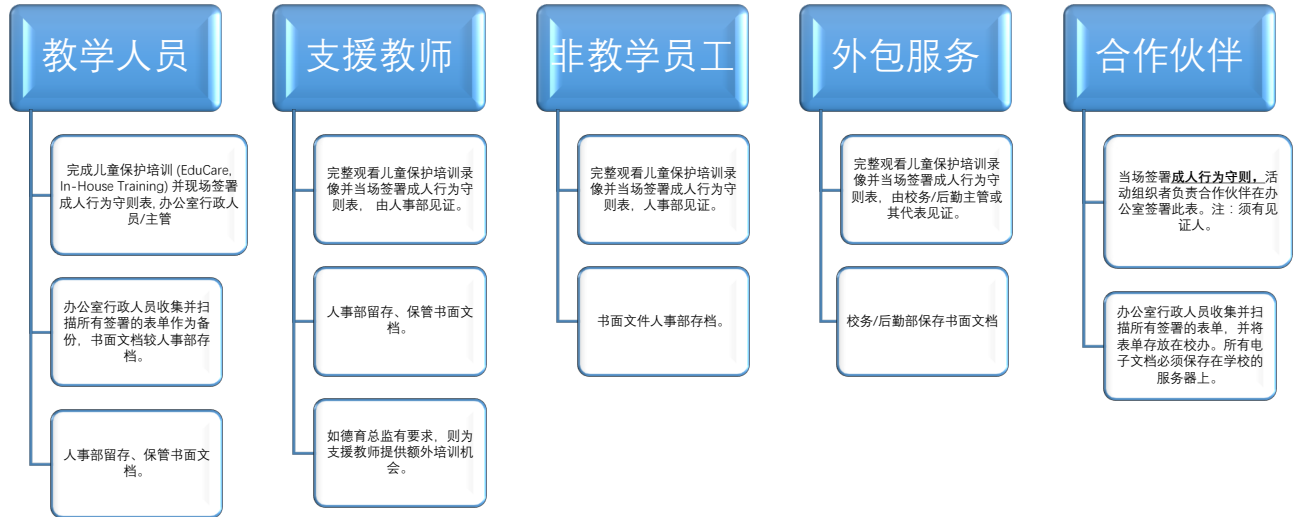 教学人员
完成儿童保护培训 (EduCare,
In-House Training) 并现场签署
成人行为守则表, 办公室行政人
员/主管
办公室行政人员收集并扫
描所有签署的表单作为备
份，书面文档较人事部存
档。
人事部留存、保管书面文
档。
支援教师
完整观看儿童保护培训录
像并当场签署成人行为守
则表， 由人事部见证。
人事部留存、保管书面文
档。
如德育总监有要求，则为
支援教师提供额外培训机
会。
非教学员工
完整观看儿童保护培训录
像并当场签署成人行为守
则表，人事部见证。
书面文件人事部存档。
外包服务
完整观看儿童保护培训录
像并当场签署成人行为守
则表，由校务/后勤主管或
其代表见证。
校务/后勤部保存书面文档
合作伙伴
当场签署成人行为守则，活
动组织者负责合作伙伴在办
公室签署此表。注：须有见
证人。
办公室行政人员收集并扫
描所有签署的表单，并将
表单存放在校办。所有电
子文档必须保存在学校的
服务器上。